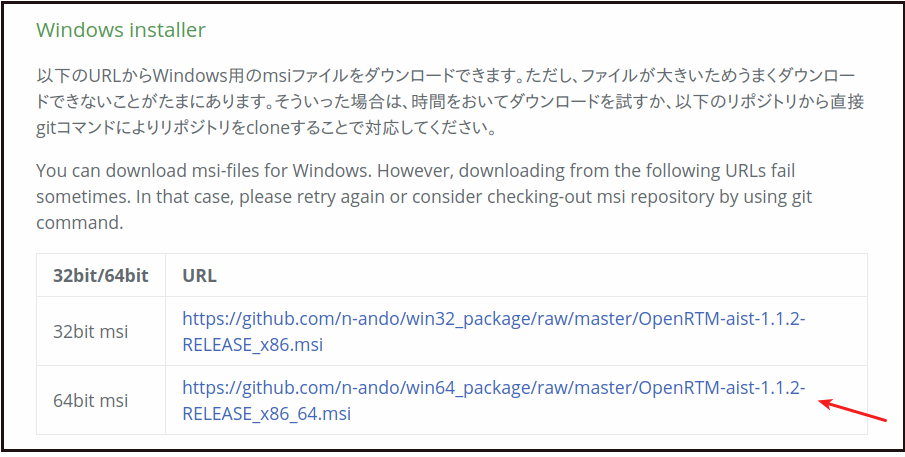 Windows installer
以下のURLからWindows用のmsiファイルをダウンロードできます。ただし、ファイルが大きいためうまくダウンロー
ドできないことがたまにあります。そういった場合は、時間をおいてダウンロードを試すか、以下のリポジトリから直接
gitコマンドによりリポジトリをcloneすることで対応してください。
You can download msi-files for Windows. However, downloading from the following URLs fail
sometimes. In that case, please retry again or consider checking-out msi repository by using git
command.
32bit/64bit URL
32bit msi https://github.com/n-ando/win32_package/raw/master/OpenRTM-aist-1.1.2-
RELEASE_x86.msi
64bit msi https://github.com/n-ando/win64_package/raw/master/OpenRTM-aist-1.1.2-
RELEASE_x86_64.msi